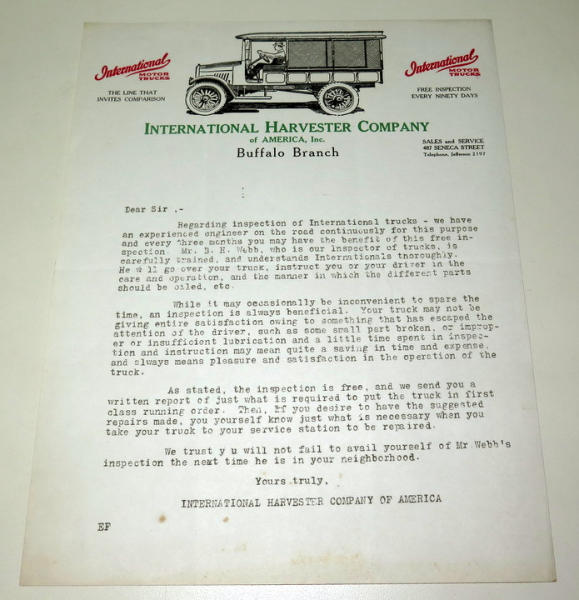 International
MOTOR
TRUCKS
THE LINE THAT
INVITES COMPARISON
International
MOTOR
TRUCKS
FREE INSPECTION
EVERY NINETY DAYS
INTERNATIONAL HARVESTER COMPANY
of AMERICA, Inc.
Buffalo Branch
SALES and SERVICE
487 SENECA STREET
Telephone, Jefferson 2197
Dear Sir .-
Regarding inspection of International trucks - we have
an experienced engineer on the road continuously for this purpose
and every three months you may have the benefit of this free in-
spection Mr. B. H. Webb, who is our inspector of trucks, is
carefully trained, and understands Internationals thoroughly.
He will go over your truck, instruct you or your driver in the
care and operation, and the manner in which the different parts
should be oiled, etc.
While it may occasionally be inconvenient to spare the
time, an inspection is always beneficial. Your truck may not be
giving entire satisfaction owing to something that has escaped the
attention of the driver, such as some small part broken, or improp-
er or insufficient lubrication and a little time spent in inspec-
tion and instruction may mean quite a saving in time and expense,
and always means pleasure and satisfaction in the operation of the
truck.
As stated, the inspection is free, and we send you a
written report of just what is required to put the truck in first
class running order. Then, if you desire to have the suggested
repairs made, you yourself know just what is necessary when you
take your truck to your service station to be repaired.
We trust y u will not fail to avail yourself of Mr Webb's
inspection the next time he is in your neighborhood.
Yours truly,
INTERNATIONAL HARVESTER COMPANY OF AMERICA
EF